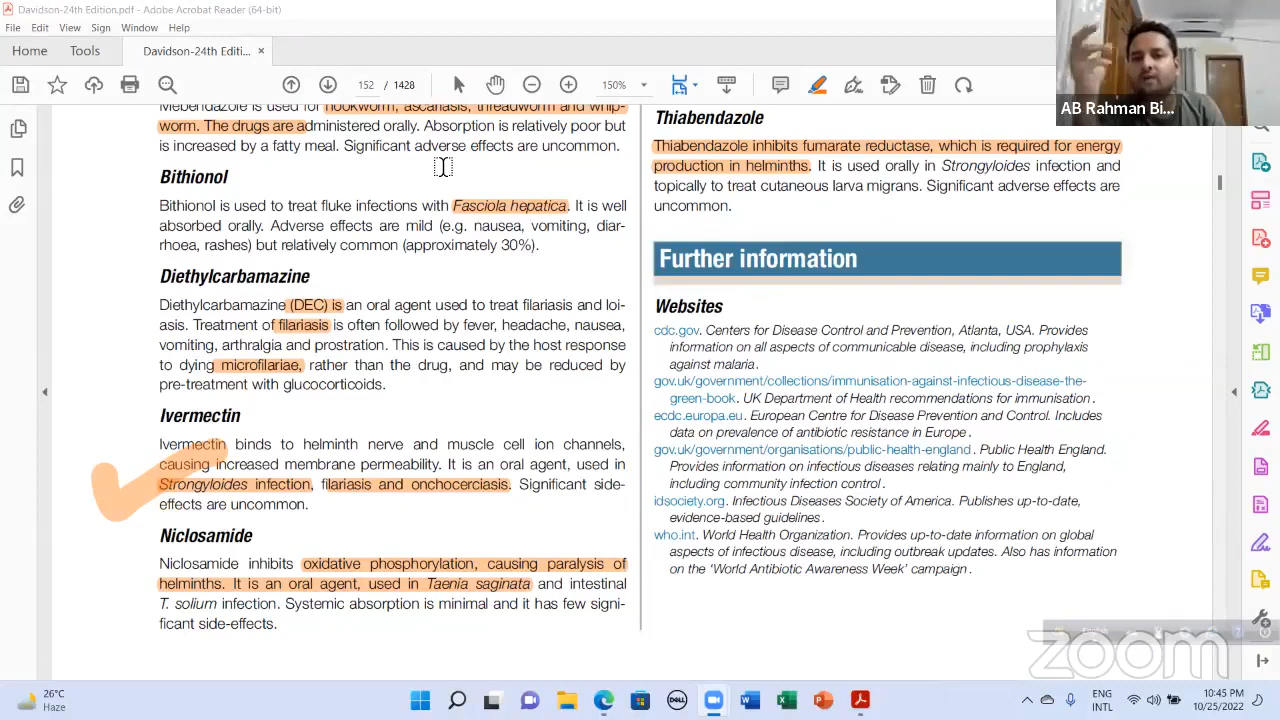 Davidson-24th Edition.pdf - Adobe Acrobat Reader (64-bit)
File Edit View Sign Window Help
Home Tools Davidson-24th Editi... ×
152 / 1428 150%
AB Rahman Bi...
Mebendazole is used for hookworm, ascariasis, threadworm and whip-
worm. The drugs are administered orally. Absorption is relatively poor but
is increased by a fatty meal. Significant adverse effects are uncommon.
Bithionol
Bithionol is used to treat fluke infections with Fasciola hepatica. It is well
absorbed orally. Adverse effects are mild (e.g. nausea, vomiting, diar-
rhoea, rashes) but relatively common (approximately 30%).
Diethylcarbamazine
Diethylcarbamazine (DEC) is an oral agent used to treat filariasis and loi-
asis. Treatment of filariasis is often followed by fever, headache, nausea,
vomiting, arthralgia and prostration. This is caused by the host response
to dying microfilariae, rather than the drug, and may be reduced by
pre-treatment with glucocorticoids.
Ivermectin
Ivermectin binds to helminth nerve and muscle cell ion channels,
causing increased membrane permeability. It is an oral agent, used in
Strongyloides infection, filariasis and onchocerciasis. Significant side-
effects are uncommon.
Niclosamide
Niclosamide inhibits oxidative phosphorylation, causing paralysis of
helminths. It is an oral agent, used in Taenia saginata and intestinal
T. solium infection. Systemic absorption is minimal and it has few signi-
ficant side-effects.
Thiabendazole
Thiabendazole inhibits fumarate reductase, which is required for energy
production in helminths. It is used orally in Strongyloides infection and
topically to treat cutaneous larva migrans. Significant adverse effects are
uncommon.
Further information
Websites
cdc.gov. Centers for Disease Control and Prevention, Atlanta, USA. Provides
information on all aspects of communicable disease, including prophylaxis
against malaria.
gov.uk/government/collections/immunisation-against-infectious-disease-the-
green-book. UK Department of Health recommendations for immunisation.
ecdc.europa.eu. European Centre for Disease Prevention and Control. Includes
data on prevalence of antibiotic resistance in Europe.
gov.uk/government/organisations/public-health-england. Public Health England.
Provides information on infectious diseases relating mainly to England,
including community infection control.
idsociety.org. Infectious Diseases Society of America. Publishes up-to-date,
evidence-based guidelines.
who.int. World Health Organization. Provides up-to-date information on global
aspects of infectious disease, including outbreak updates. Also has information
on the ‘World Antibiotic Awareness Week’ campaign.
English
zoom
26°C
Haze
DELL
ENG
INTL
10:45 PM
10/25/2022